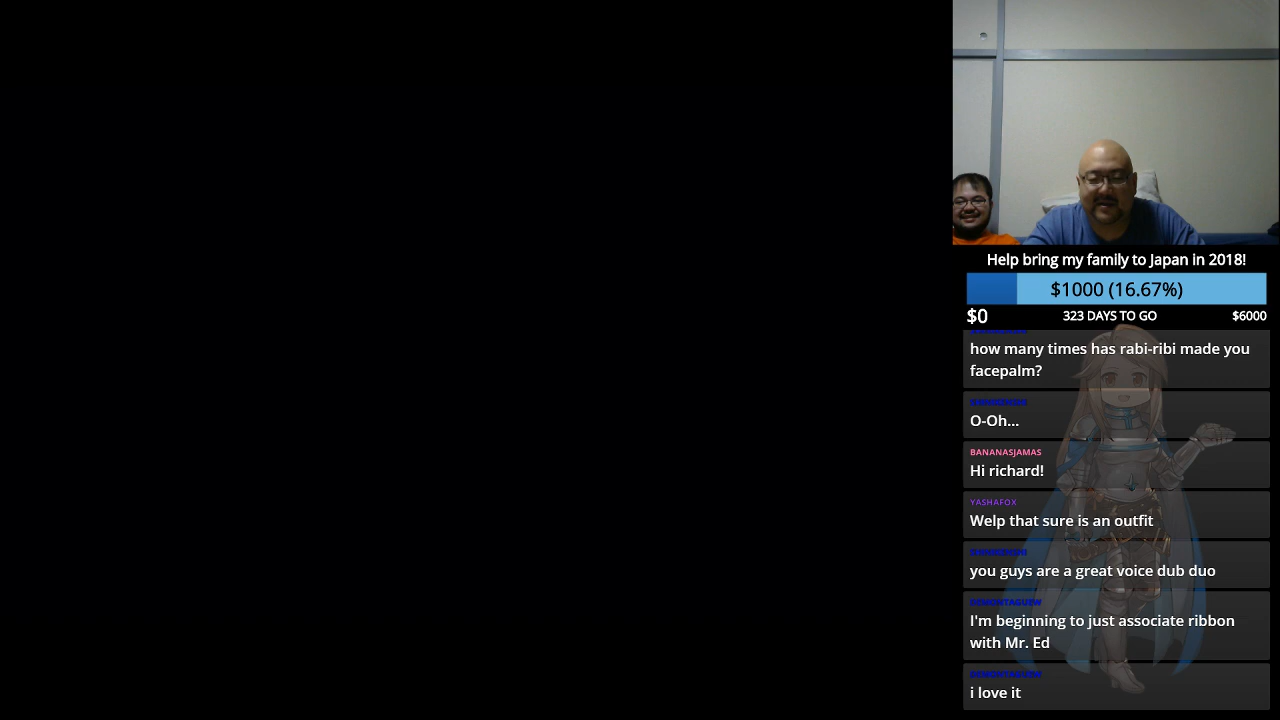 Help bring my family to Japan in 2018!
$1000 (16.67%)
$0
323 DAYS TO GO
$6000
how many times has rabi-ribi made you
facepalm?
O-Oh...
BANANASJAMAS
Hi richard!
YASHAFOX
Welp that sure is an outfit
you guys are a great voice dub duo
I'm beginning to just associate ribbon
with Mr. Ed
i love it